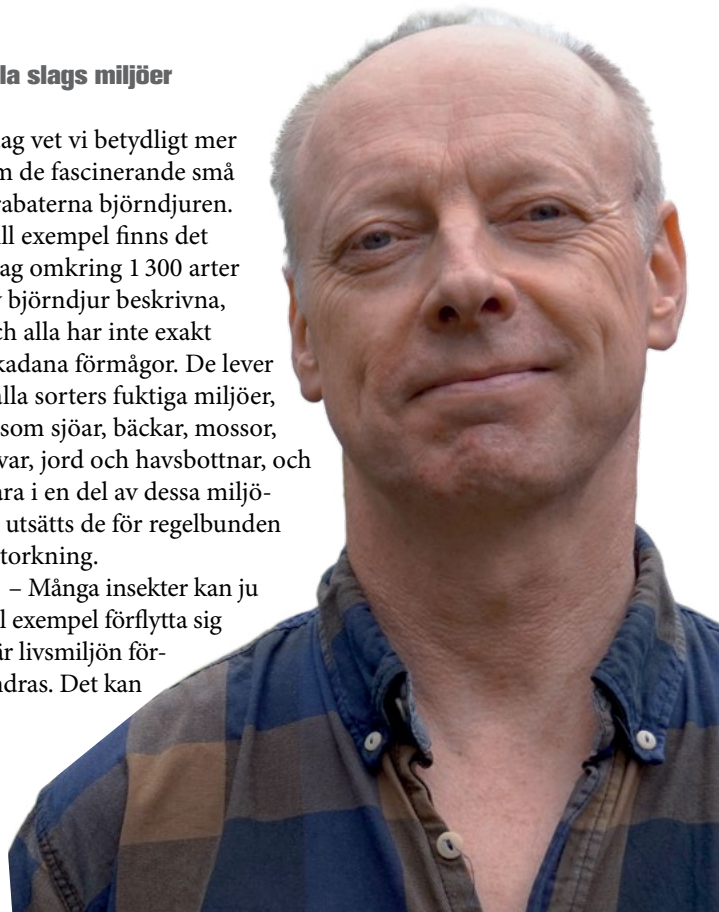 la slags miljöer
ag vet vi betydligt mer
m de fascinerande små
rabaterna björndjuren.
ll exempel finns det
ag omkring 1 300 arter
v björndjur beskrivna,
ch alla har inte exakt
kadana förmågor. De lever
alla sorters fuktiga miljöer,
som sjöar, bäckar, mossor,
var, jord och havsbottnar, och
ara i en del av dessa miljö-
utsätts de för regelbunden
torkning.
– Många insekter kan ju
l exempel förflytta sig
är livsmiljön för-
ndras. Det kan